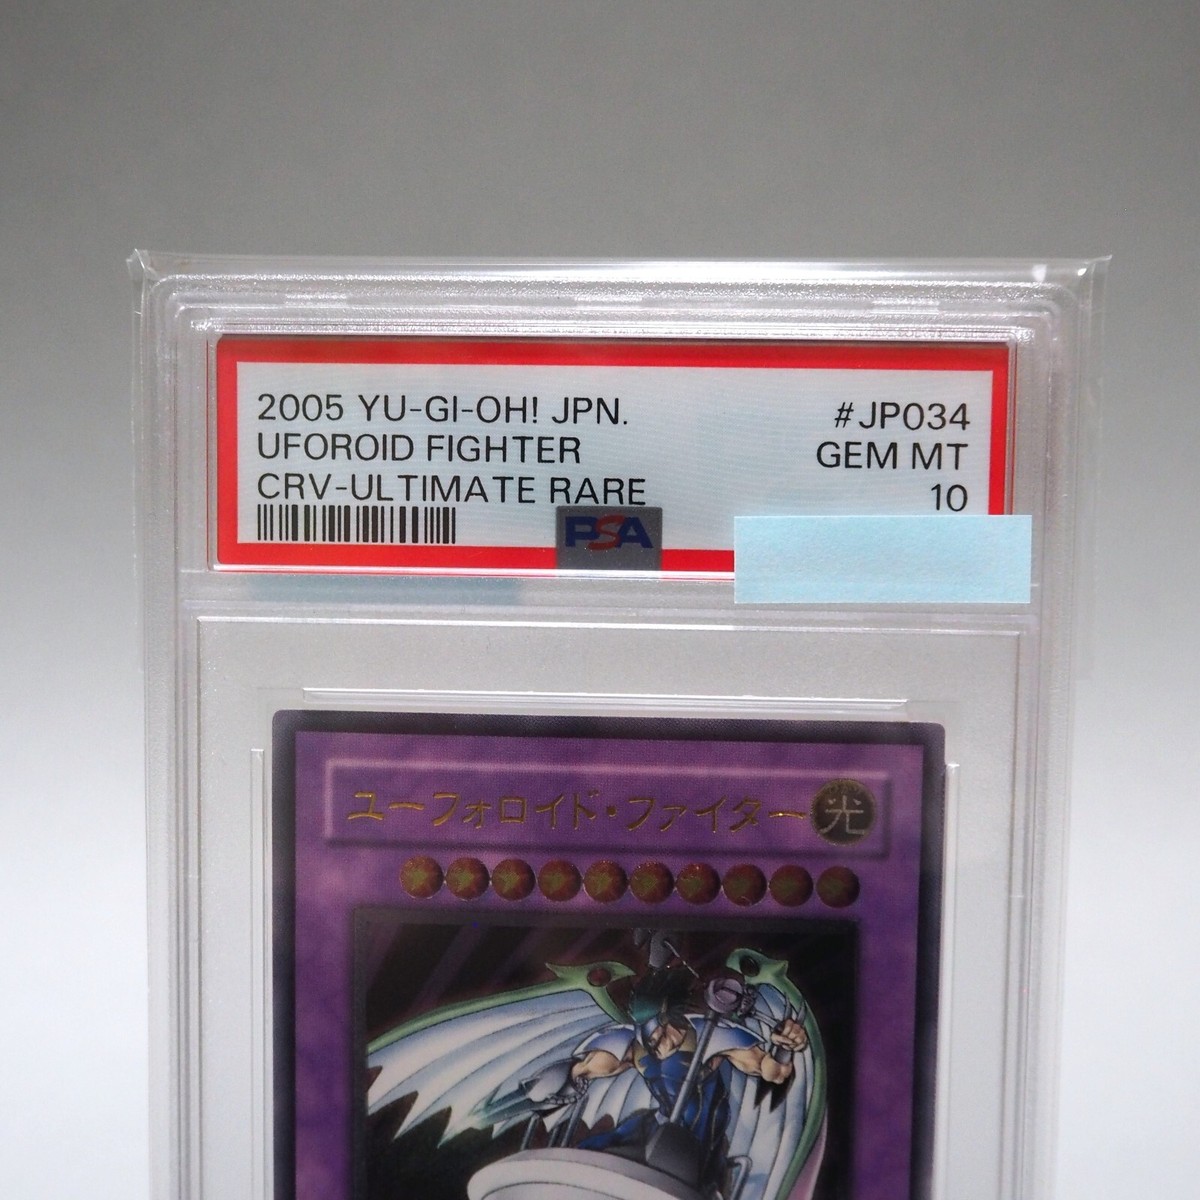 2005 YU-GI-OH! JPN. #JP034
UFOROID FIGHTER GEM MT
CRV-ULTIMATE RARE 10
PSA
ユーフォロイド・ファイター 光